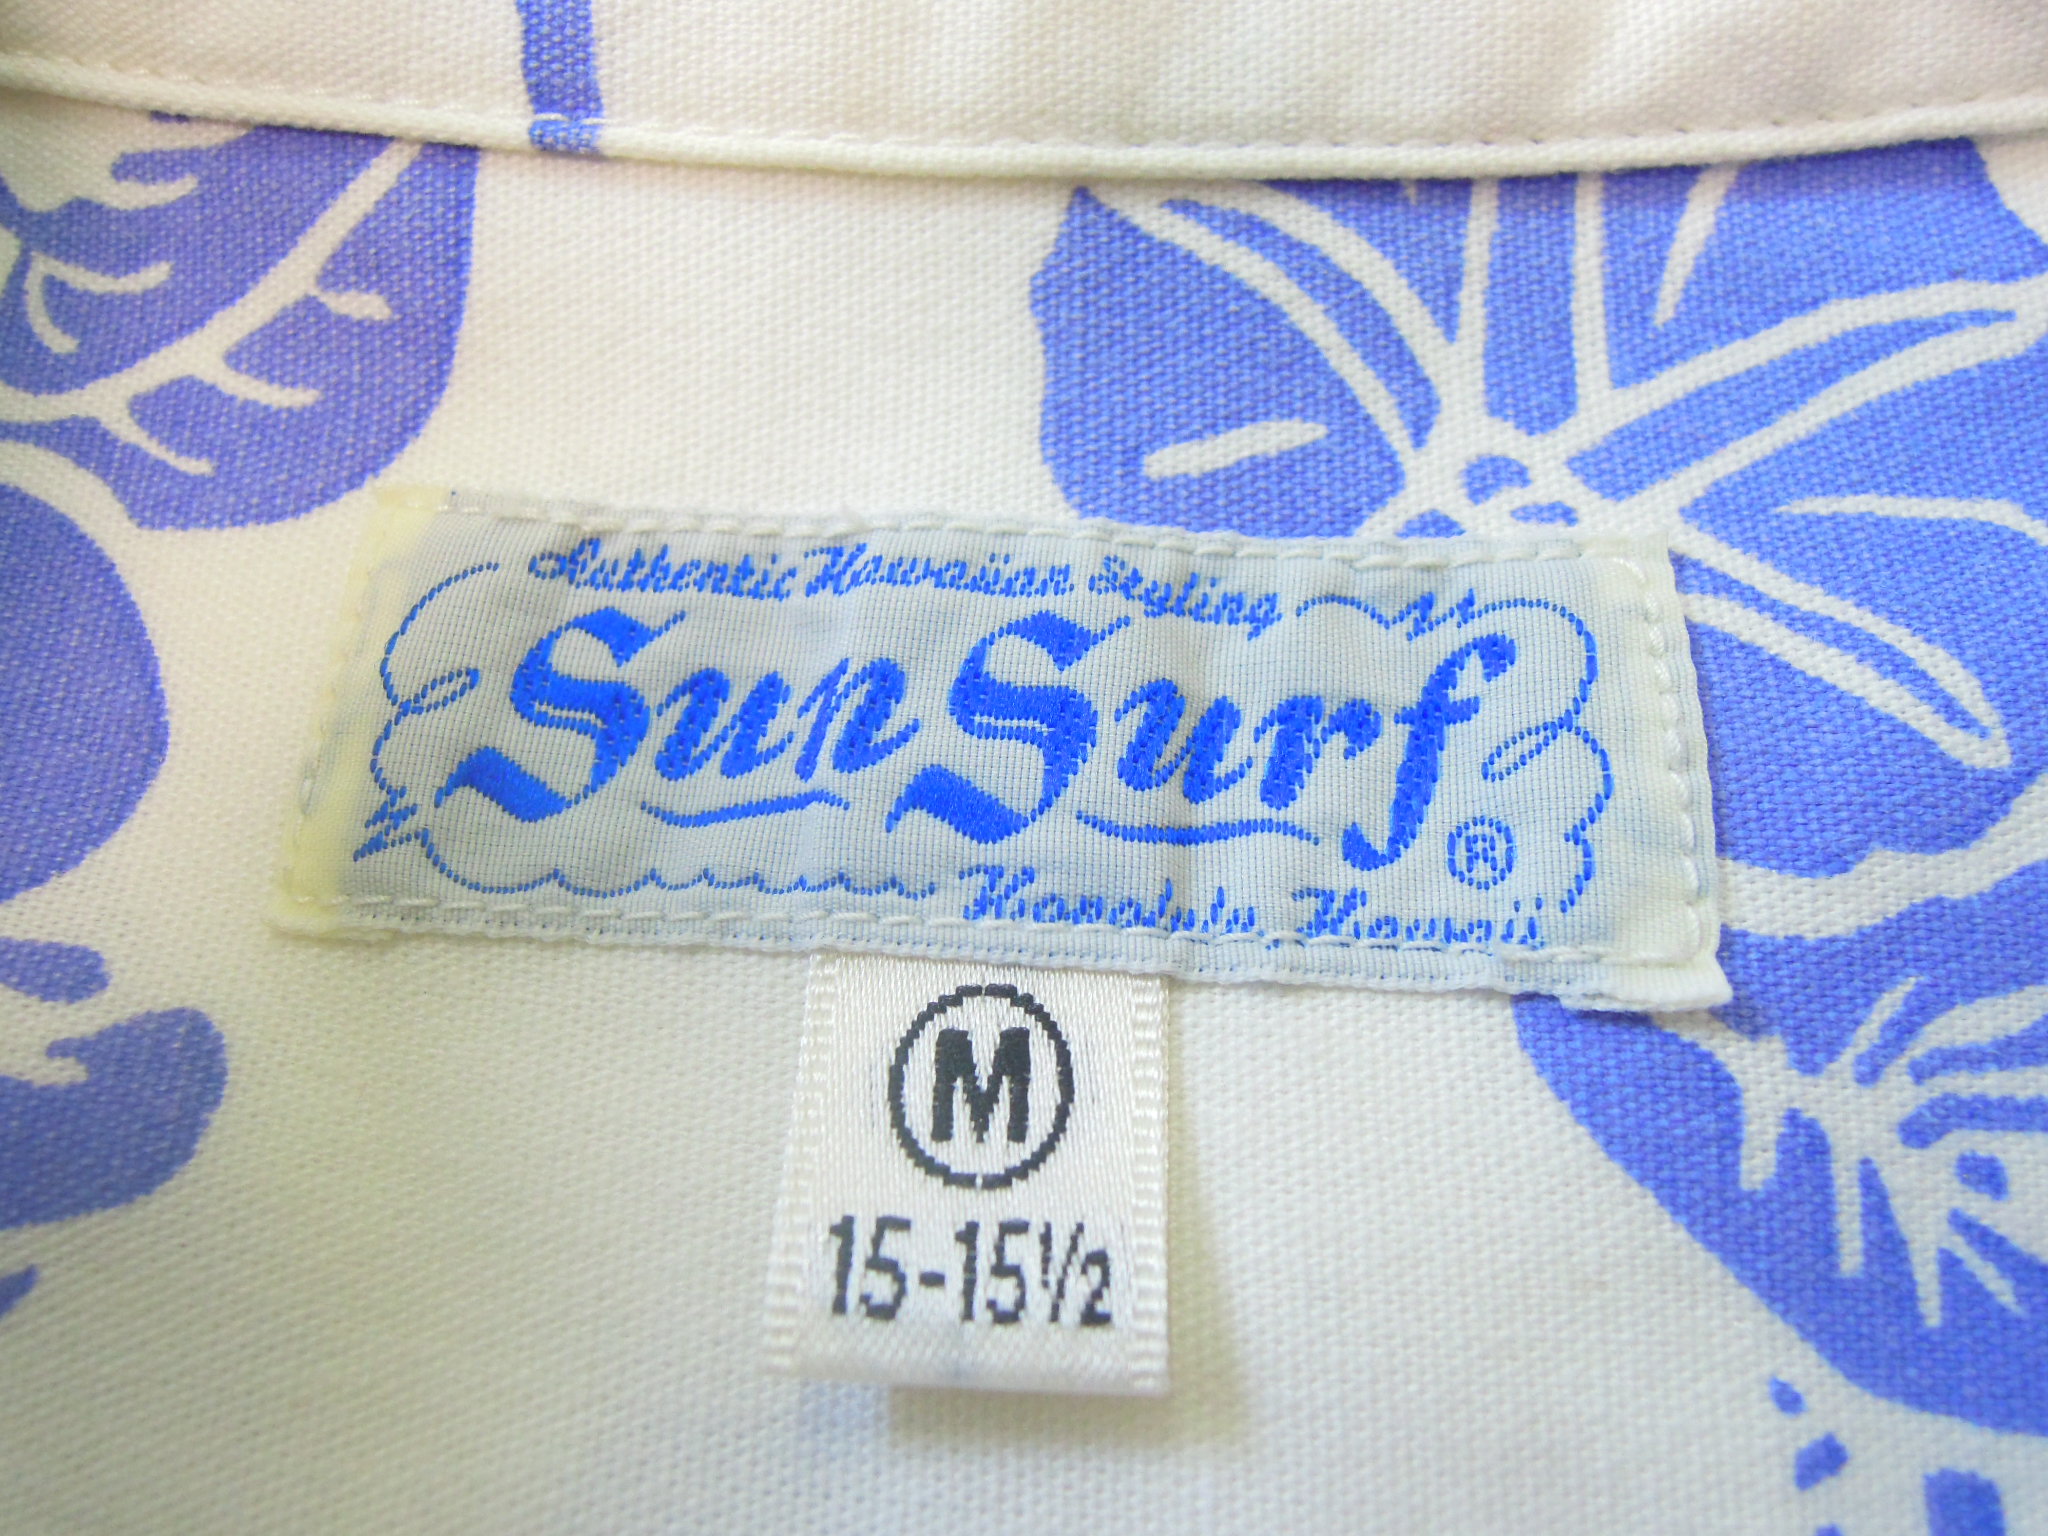 Authentic Hawaiian Styling
Sun Surf ®
Honolulu, Hawaii
M
15-15½